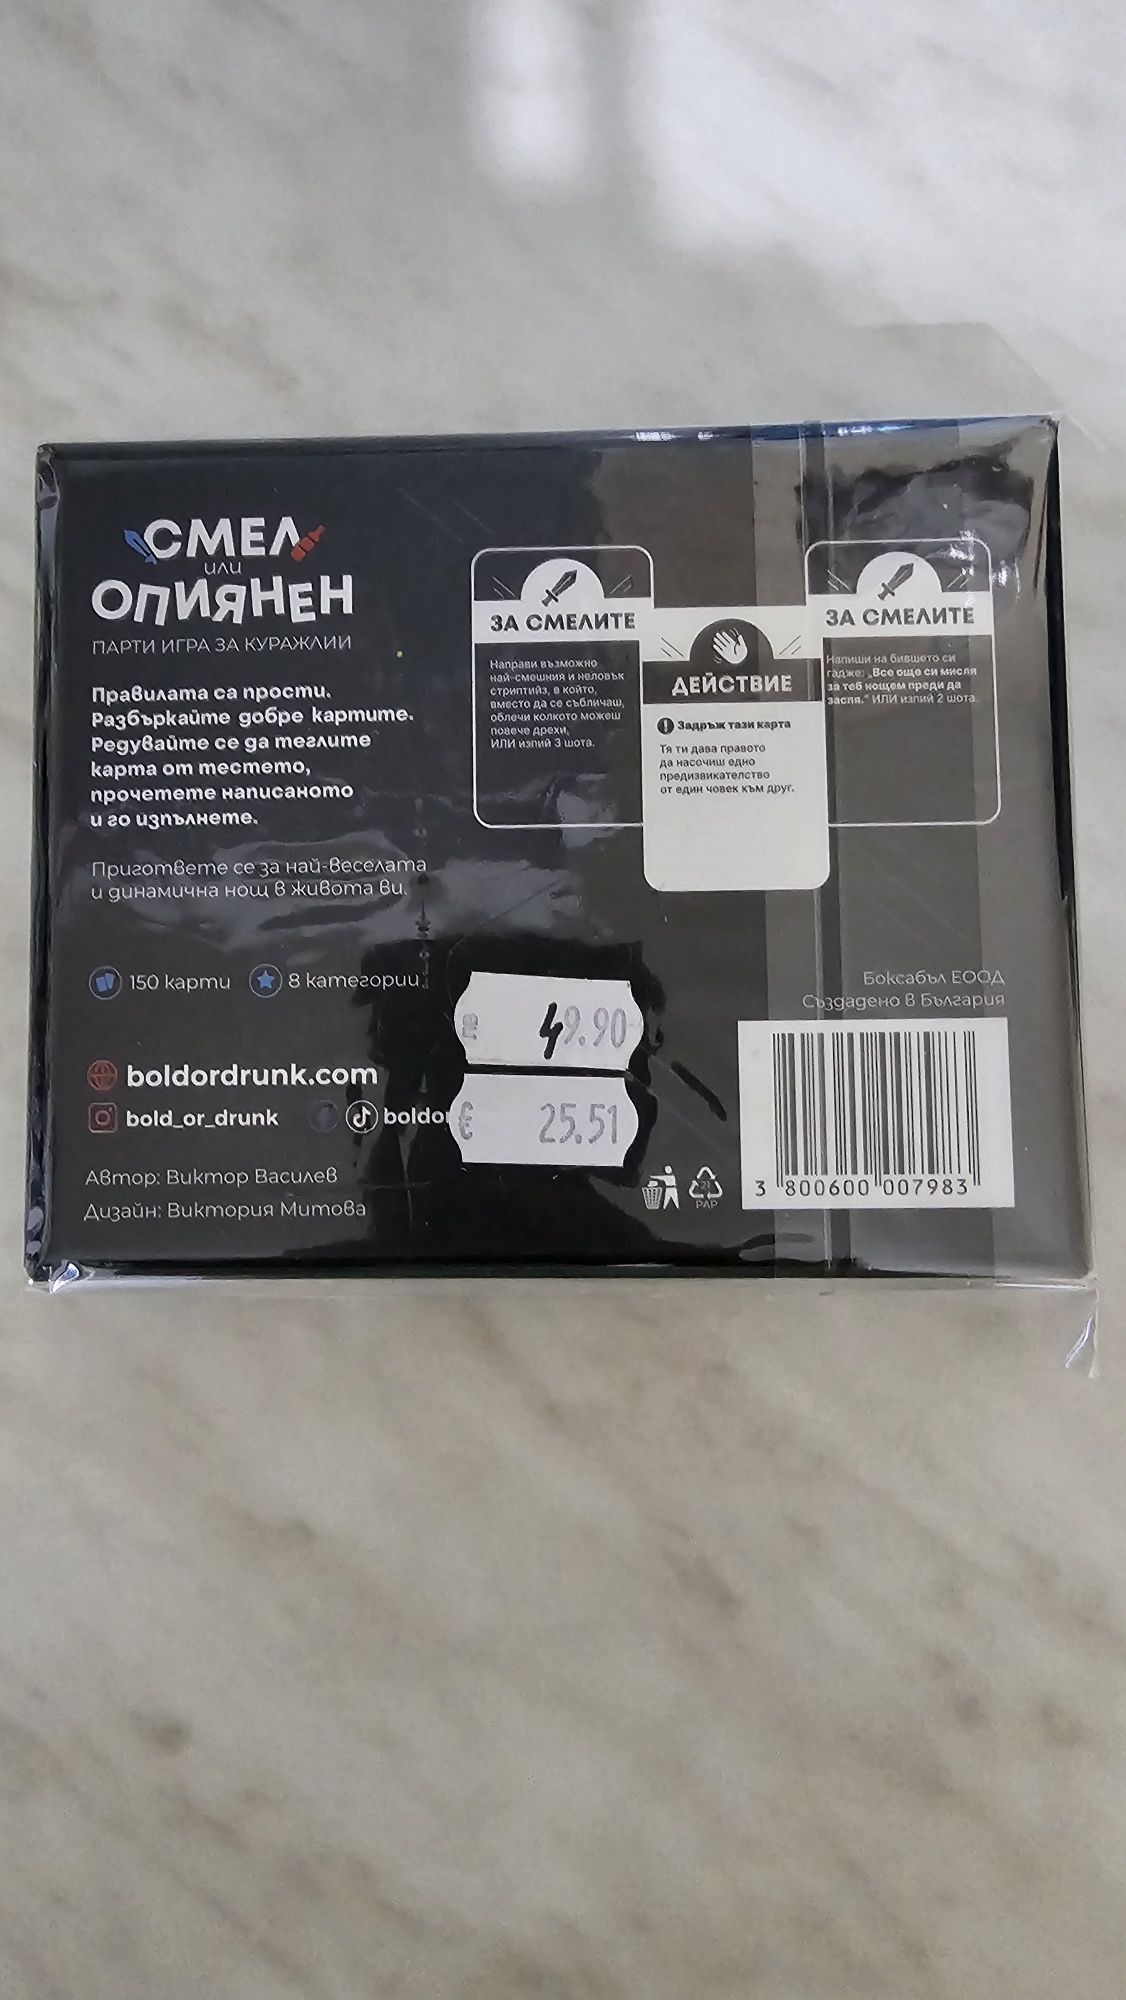 СМЕЛ
или
ОПИЯНЕН
ПАРТИ ИГРА ЗА КУРАЖЛИИ
Правилата са прости.
Разбъркайте добре картите.
Редувайте се да теглите
карта от тестето,
прочетете написаното
и го изпълнете.
Пригответе се за най-веселата
и динамична нощ в живота ви.
150 карти
8 категории
boldordrunk.com
bold_or_drunk
boldor
Автор: Виктор Василев
Дизайн: Виктория Митова
ЗА СМЕЛИТЕ
Направи възможно
най-смешния и неловък
стриптийз, в който,
вместо да се събличаш,
облечи колкото можеш
повече дрехи,
ИЛИ изпий 3 шота.
ДЕЙСТВИЕ
Задръж тази карта
Тя ти дава правото
да насочиш едно
предизвикателство
от един човек към друг.
ЗА СМЕЛИТЕ
Напиши на бившето си
гадже: „Все още си мисля
за теб нощем преди да
заспя." ИЛИ изпий 2 шота.
лв 49.90
€ 25.51
Боксабъл ЕООД
Създадено в България
21
PAP
3 800600 007983